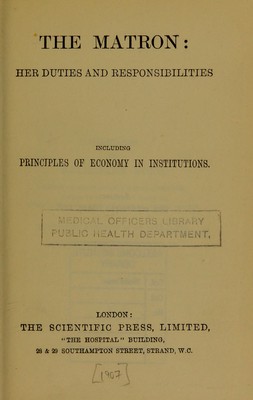 THE MATRON:
HER DUTIES AND RESPONSIBILITIES
INCLUDING
PRINCIPLES OF ECONOMY IN INSTITUTIONS.
MEDICAL OFFICERS LIBRARY
PUBLIC HEALTH DEPARTMENT.
LONDON:
THE SCIENTIFIC PRESS, LIMITED,
"THE HOSPITAL" BUILDING,
28 & 29 SOUTHAMPTON STREET, STRAND, W.C.
[1907]